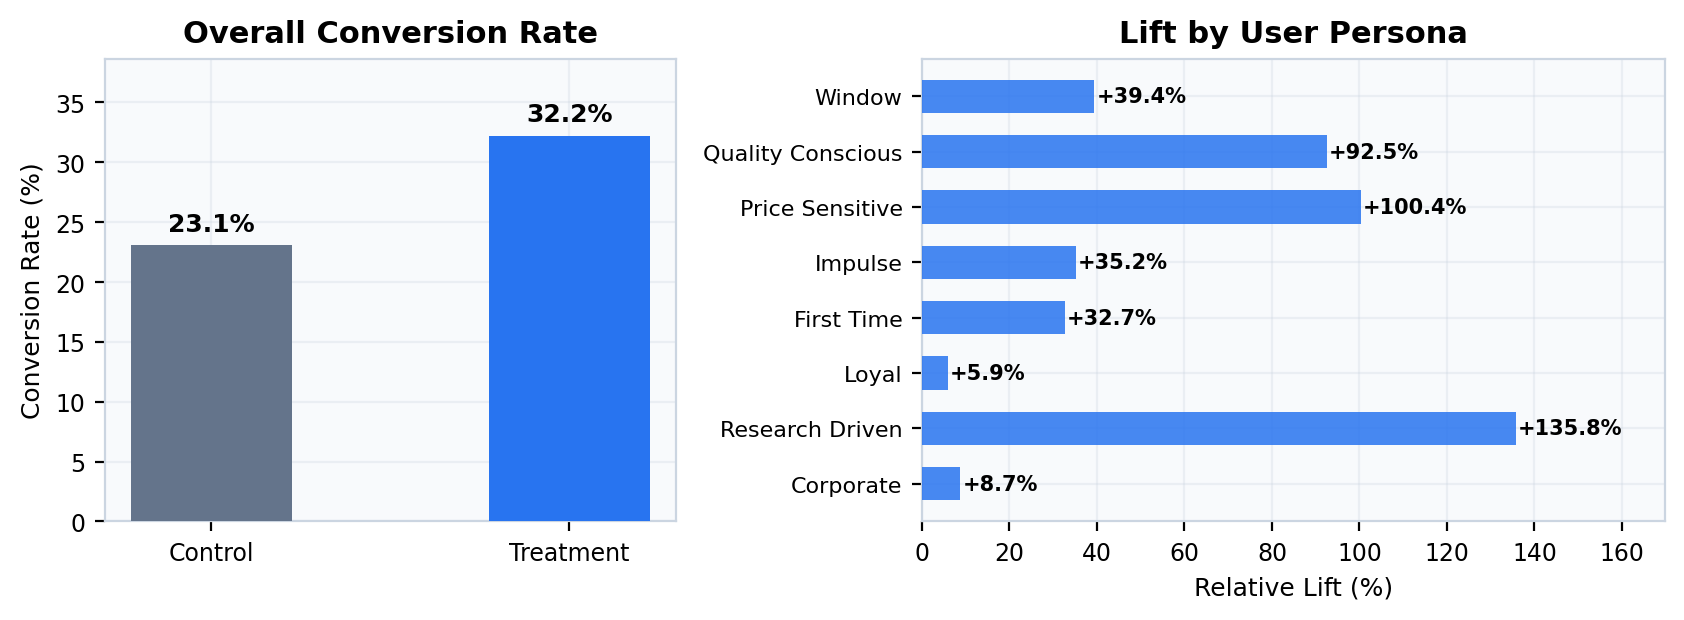 Overall Conversion Rate
Conversion Rate (%)
35
30
25
20
15
10
5
0
23.1%
32.2%
Control
Treatment
Lift by User Persona
Window
+39.4%
Quality Conscious
+92.5%
Price Sensitive
+100.4%
Impulse
+35.2%
First Time
+32.7%
Loyal
+5.9%
Research Driven
+135.8%
Corporate
+8.7%
0 20 40 60 80 100 120 140 160
Relative Lift (%)